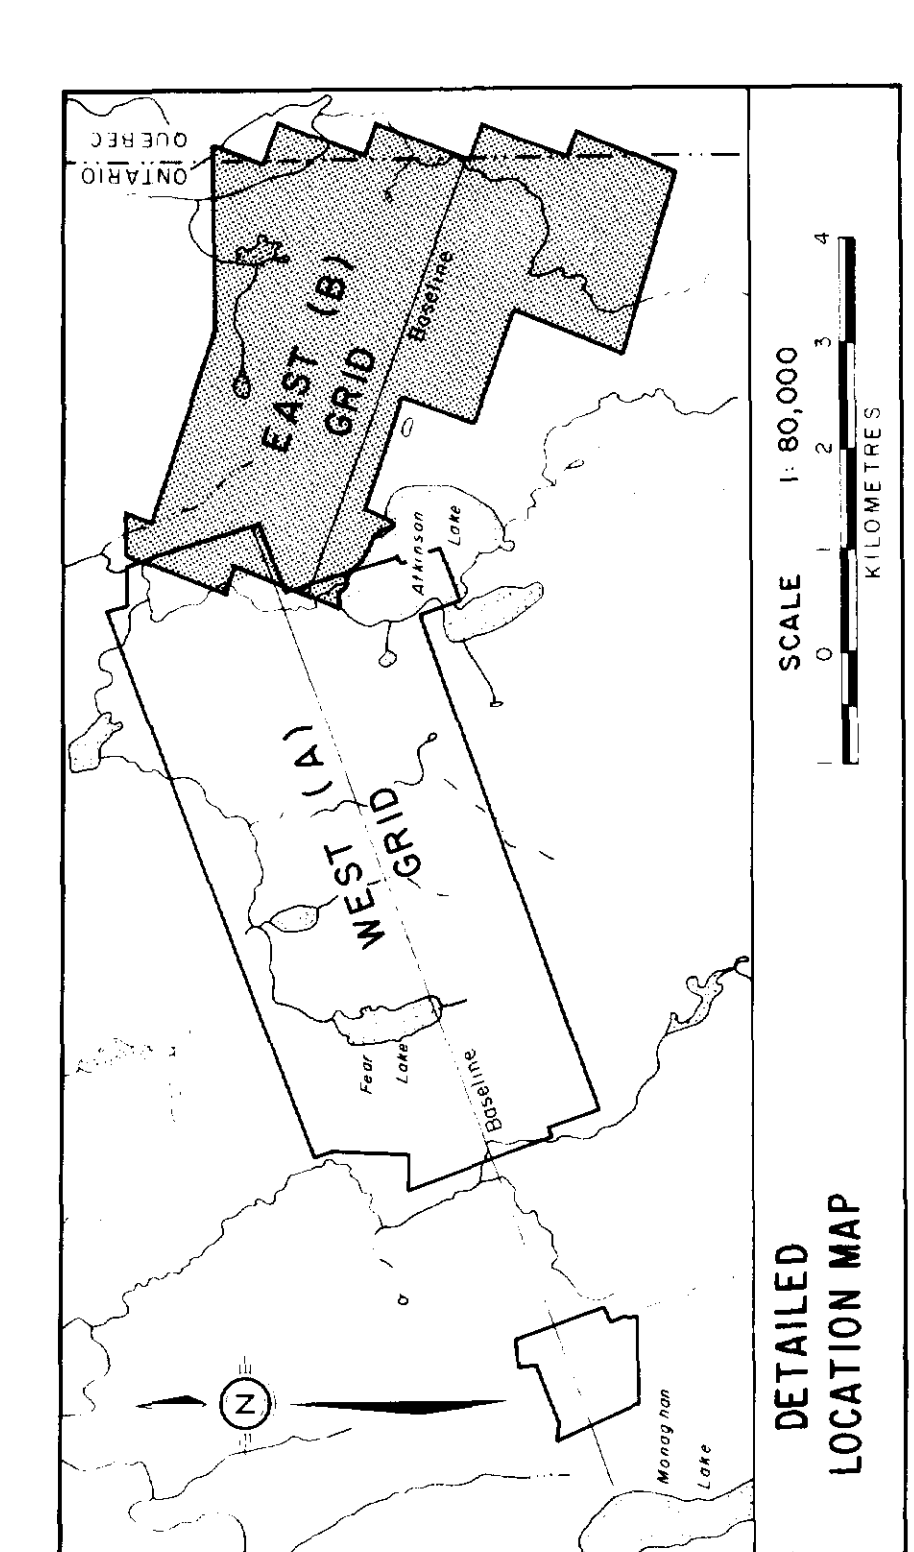 QUEBEC
ONTARIO
EAST (B)
GRID
Baseline
Atkinson
Lake
WEST (A)
GRID
Fear
Lake
Baseline
N
Monaghan
Lake
SCALE 1:80,000
1 0 1 2 3 4
KILOMETRES
DETAILED
LOCATION MAP